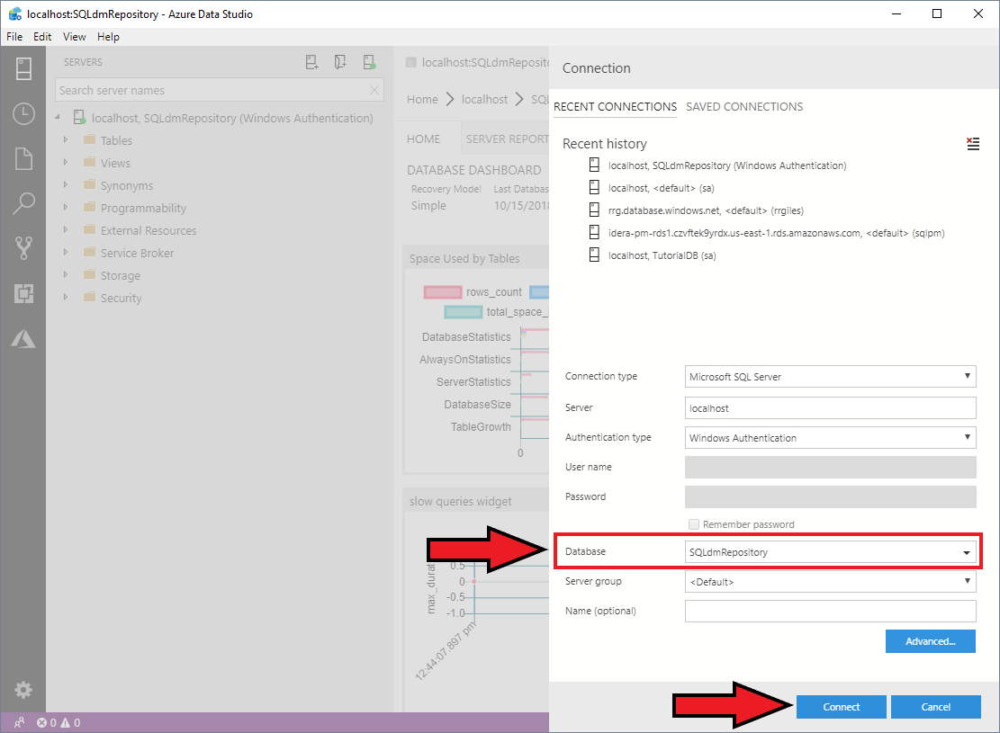 localhost:SQLdmRepository - Azure Data Studio
File Edit View Help
SERVERS
Search server names
localhost, SQLdmRepository (Windows Authentication)
Tables
Views
Synonyms
Programmability
External Resources
Service Broker
Storage
Security
localhost:SQLdmReposito
Home localhost SQL
HOME SERVER REPORT
DATABASE DASHBOARD
Recovery Model Last Databas
Simple 10/15/2018
Space Used by Tables
rows_count
total_space_
DatabaseStatistics
AlwaysOnStatistics
ServerStatistics
DatabaseSize
TableGrowth
0
slow queries widget
max_durat
0.5
0
-0.5
-1.0
12:44:07.897 pm
Connection
RECENT CONNECTIONS SAVED CONNECTIONS
Recent history
localhost, SQLdmRepository (Windows Authentication)
localhost, <default> (sa)
rrg.database.windows.net, <default> (rrgiles)
idera-pm-rds1.czvftek9yrdx.us-east-1.rds.amazonaws.com, <default> (sqlpm)
localhost, TutorialDB (sa)
Connection type Microsoft SQL Server
Server localhost
Authentication type Windows Authentication
User name
Password
Remember password
Database SQLdmRepository
Server group <Default>
Name (optional)
Advanced...
Connect Cancel
0 0